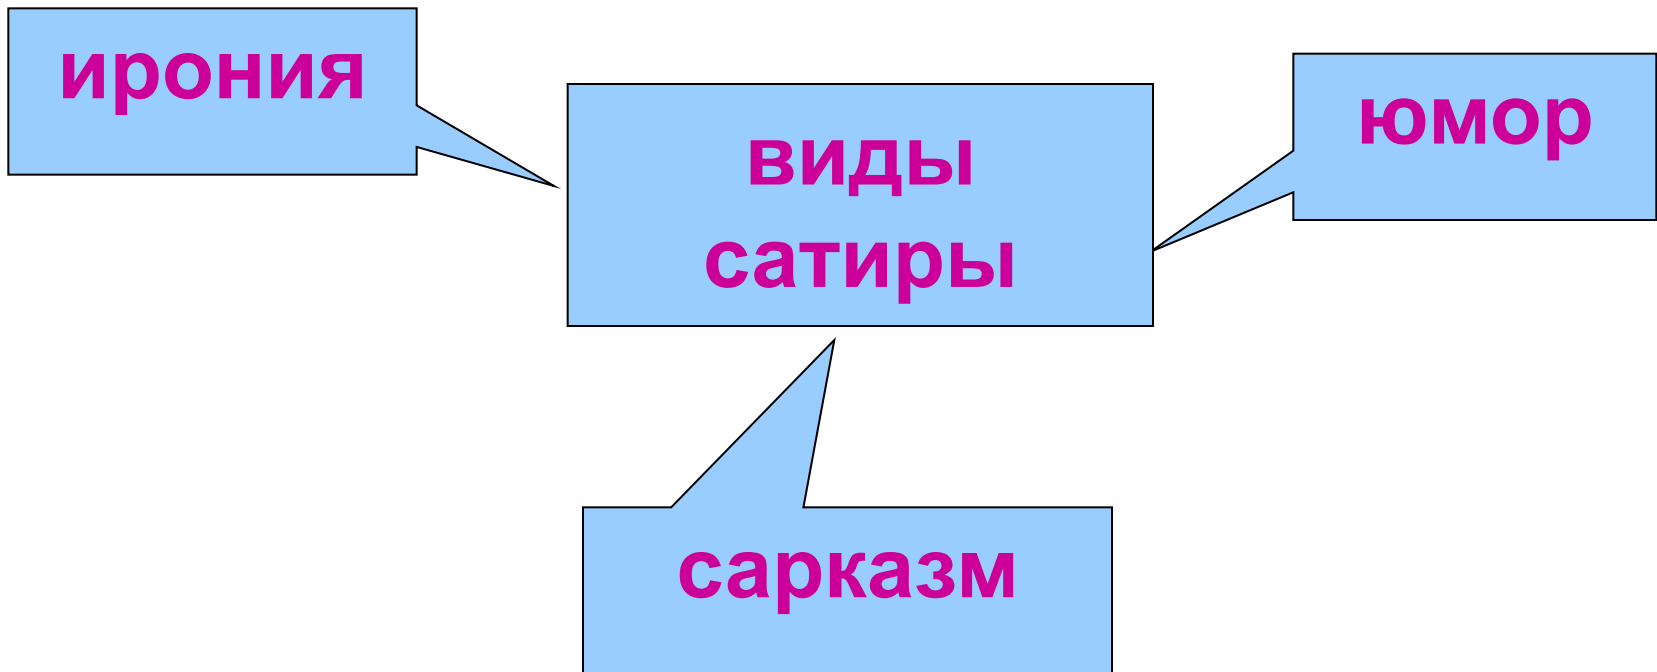 ирония
виды
сатиры
юмор
сарказм